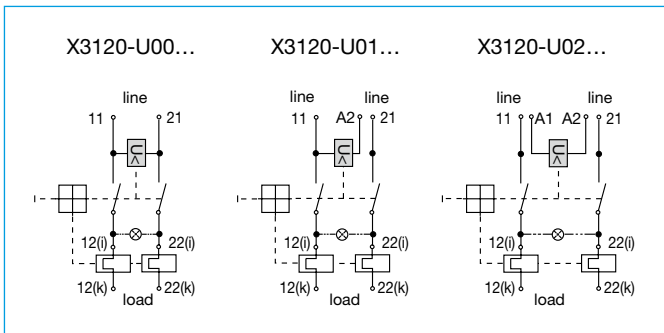 X3120-U00... X3120-U01... X3120-U02...
line line line line line
11 21 11 A2 21 11 A1 A2 21
U< U< U<
12(i) 22(i) 12(i) 22(i) 12(i) 22(i)
12(k) 22(k) 12(k) 22(k) 12(k) 22(k)
load load load